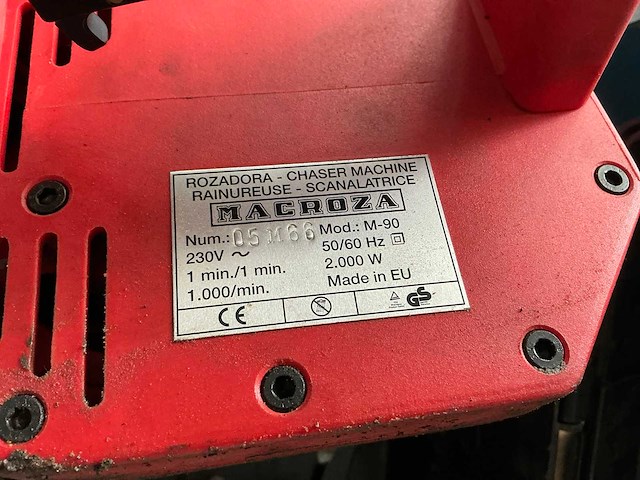 ROZADORA - CHASER MACHINE
RAINUREUSE - SCANALATRICE
MACROZA
Num.: 05M66 Mod.: M-90
230V ~ 50/60 Hz
1 min./1 min. 2.000 W
1.000/min. Made in EU
CE GS